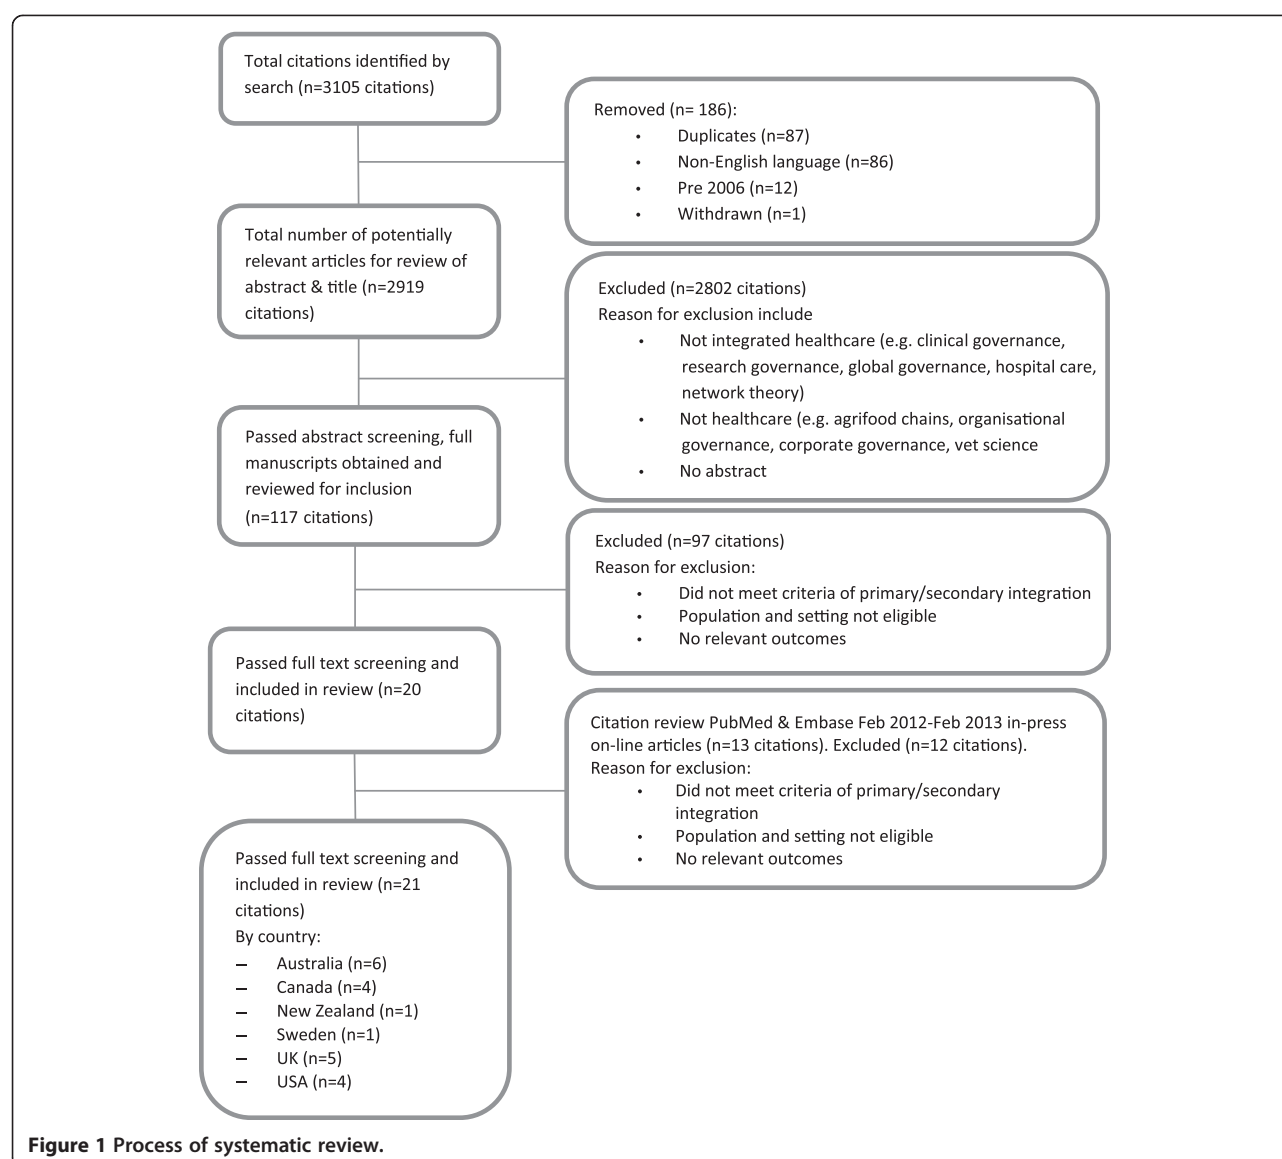 Total citations identified by
search (n=3105 citations)
Removed (n= 186):
• Duplicates (n=87)
• Non-English language (n=86)
• Pre 2006 (n=12)
• Withdrawn (n=1)
Total number of potentially
relevant articles for review of
abstract & title (n=2919
citations)
Excluded (n=2802 citations)
Reason for exclusion include
• Not integrated healthcare (e.g. clinical governance,
research governance, global governance, hospital care,
network theory)
• Not healthcare (e.g. agrifood chains, organisational
governance, corporate governance, vet science
• No abstract
Passed abstract screening, full
manuscripts obtained and
reviewed for inclusion
(n=117 citations)
Excluded (n=97 citations)
Reason for exclusion:
• Did not meet criteria of primary/secondary integration
• Population and setting not eligible
• No relevant outcomes
Passed full text screening and
included in review (n=20
citations)
Citation review PubMed & Embase Feb 2012-Feb 2013 in-press
on-line articles (n=13 citations). Excluded (n=12 citations).
Reason for exclusion:
• Did not meet criteria of primary/secondary
integration
• Population and setting not eligible
• No relevant outcomes
Passed full text screening and
included in review (n=21
citations)
By country:
– Australia (n=6)
– Canada (n=4)
– New Zealand (n=1)
– Sweden (n=1)
– UK (n=5)
– USA (n=4)
Figure 1 Process of systematic review.